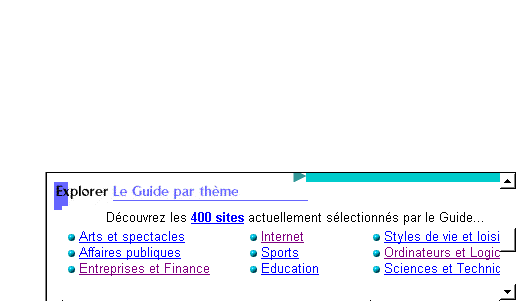 Explorer Le Guide par thème
Découvrez les 400 sites actuellement sélectionnés par le Guide...
Arts et spectacles Internet Styles de vie et loisi
Affaires publiques Sports Ordinateurs et Logic
Entreprises et Finance Education Sciences et Technic